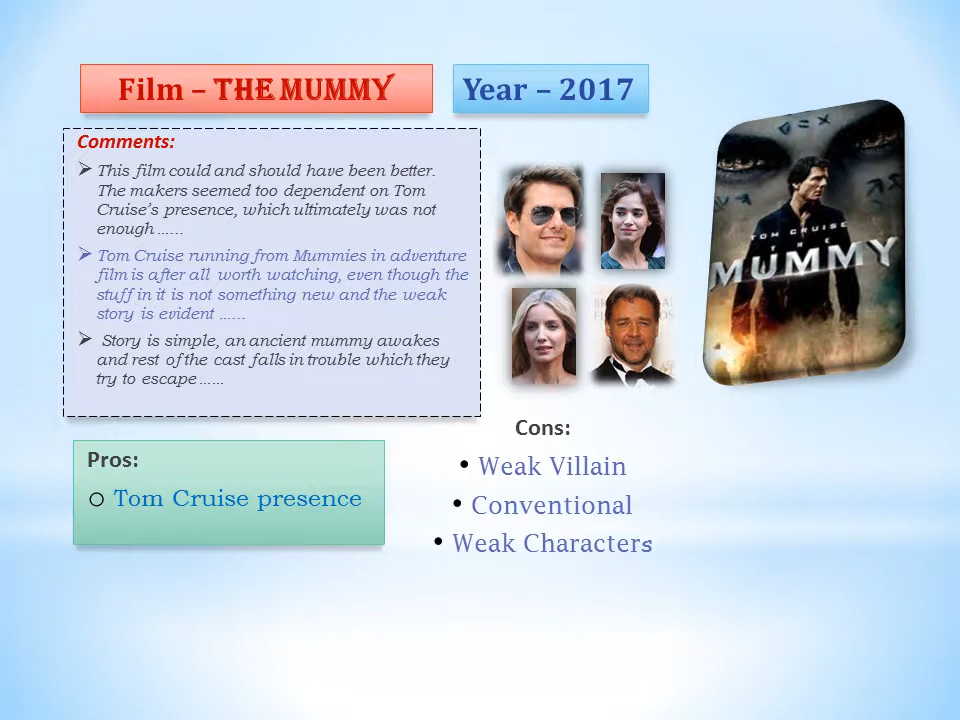 Film – THE MUMMY
Year – 2017
Comments:
➢ This film could and should have been better.
The makers seemed too dependent on Tom
Cruise's presence, which ultimately was not
enough ......
➢ Tom Cruise running from Mummies in adventure
film is after all worth watching, even though the
stuff in it is not something new and the weak
story is evident ......
➢ Story is simple, an ancient mummy awakes
and rest of the cast falls in trouble which they
try to escape ......
TOM CRUISE
THE
MUMMY
Pros:
o Tom Cruise presence
Cons:
• Weak Villain
• Conventional
• Weak Characters